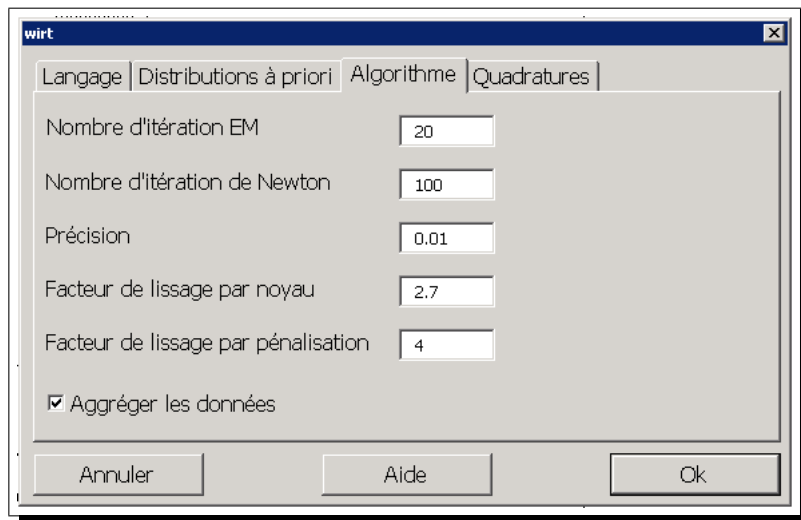 wirt
Langage Distributions à priori Algorithme Quadratures
Nombre d'itération EM 20
Nombre d'itération de Newton 100
Précision 0.01
Facteur de lissage par noyau 2.7
Facteur de lissage par pénalisation 4
Aggréger les données
Annuler Aide Ok